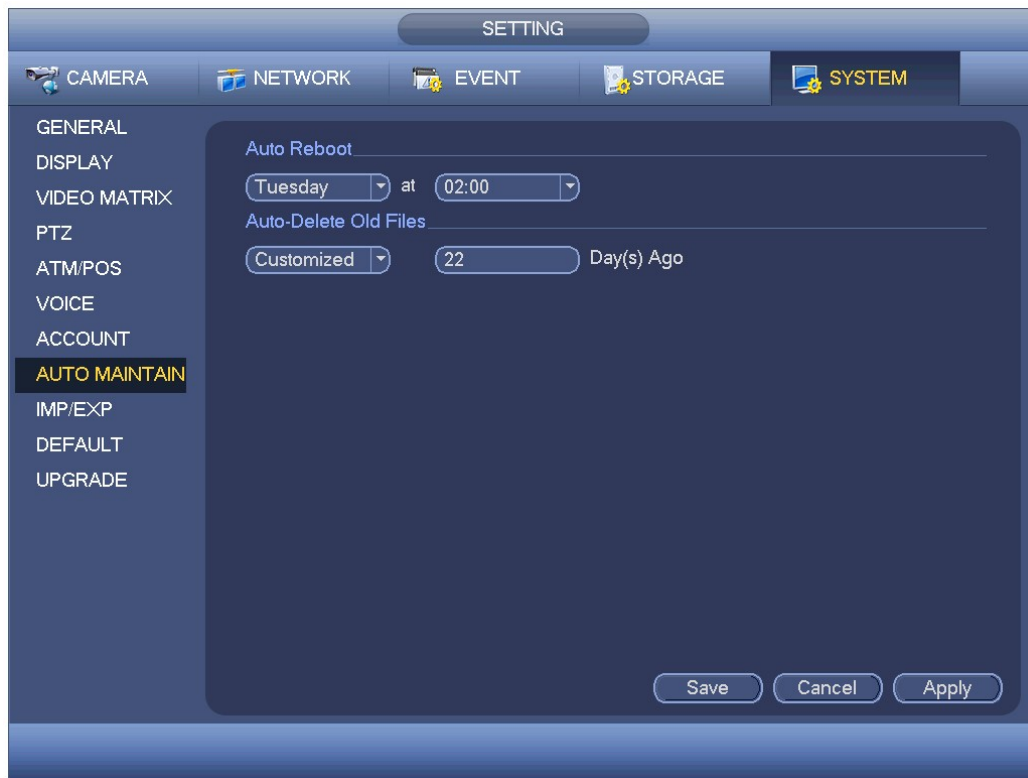 SETTING
CAMERA NETWORK EVENT STORAGE SYSTEM
GENERAL
DISPLAY
VIDEO MATRIX
PTZ
ATM/POS
VOICE
ACCOUNT
AUTO MAINTAIN
IMP/EXP
DEFAULT
UPGRADE
Auto Reboot
Tuesday at 02:00
Auto-Delete Old Files
Customized 22 Day(s) Ago
Save Cancel Apply